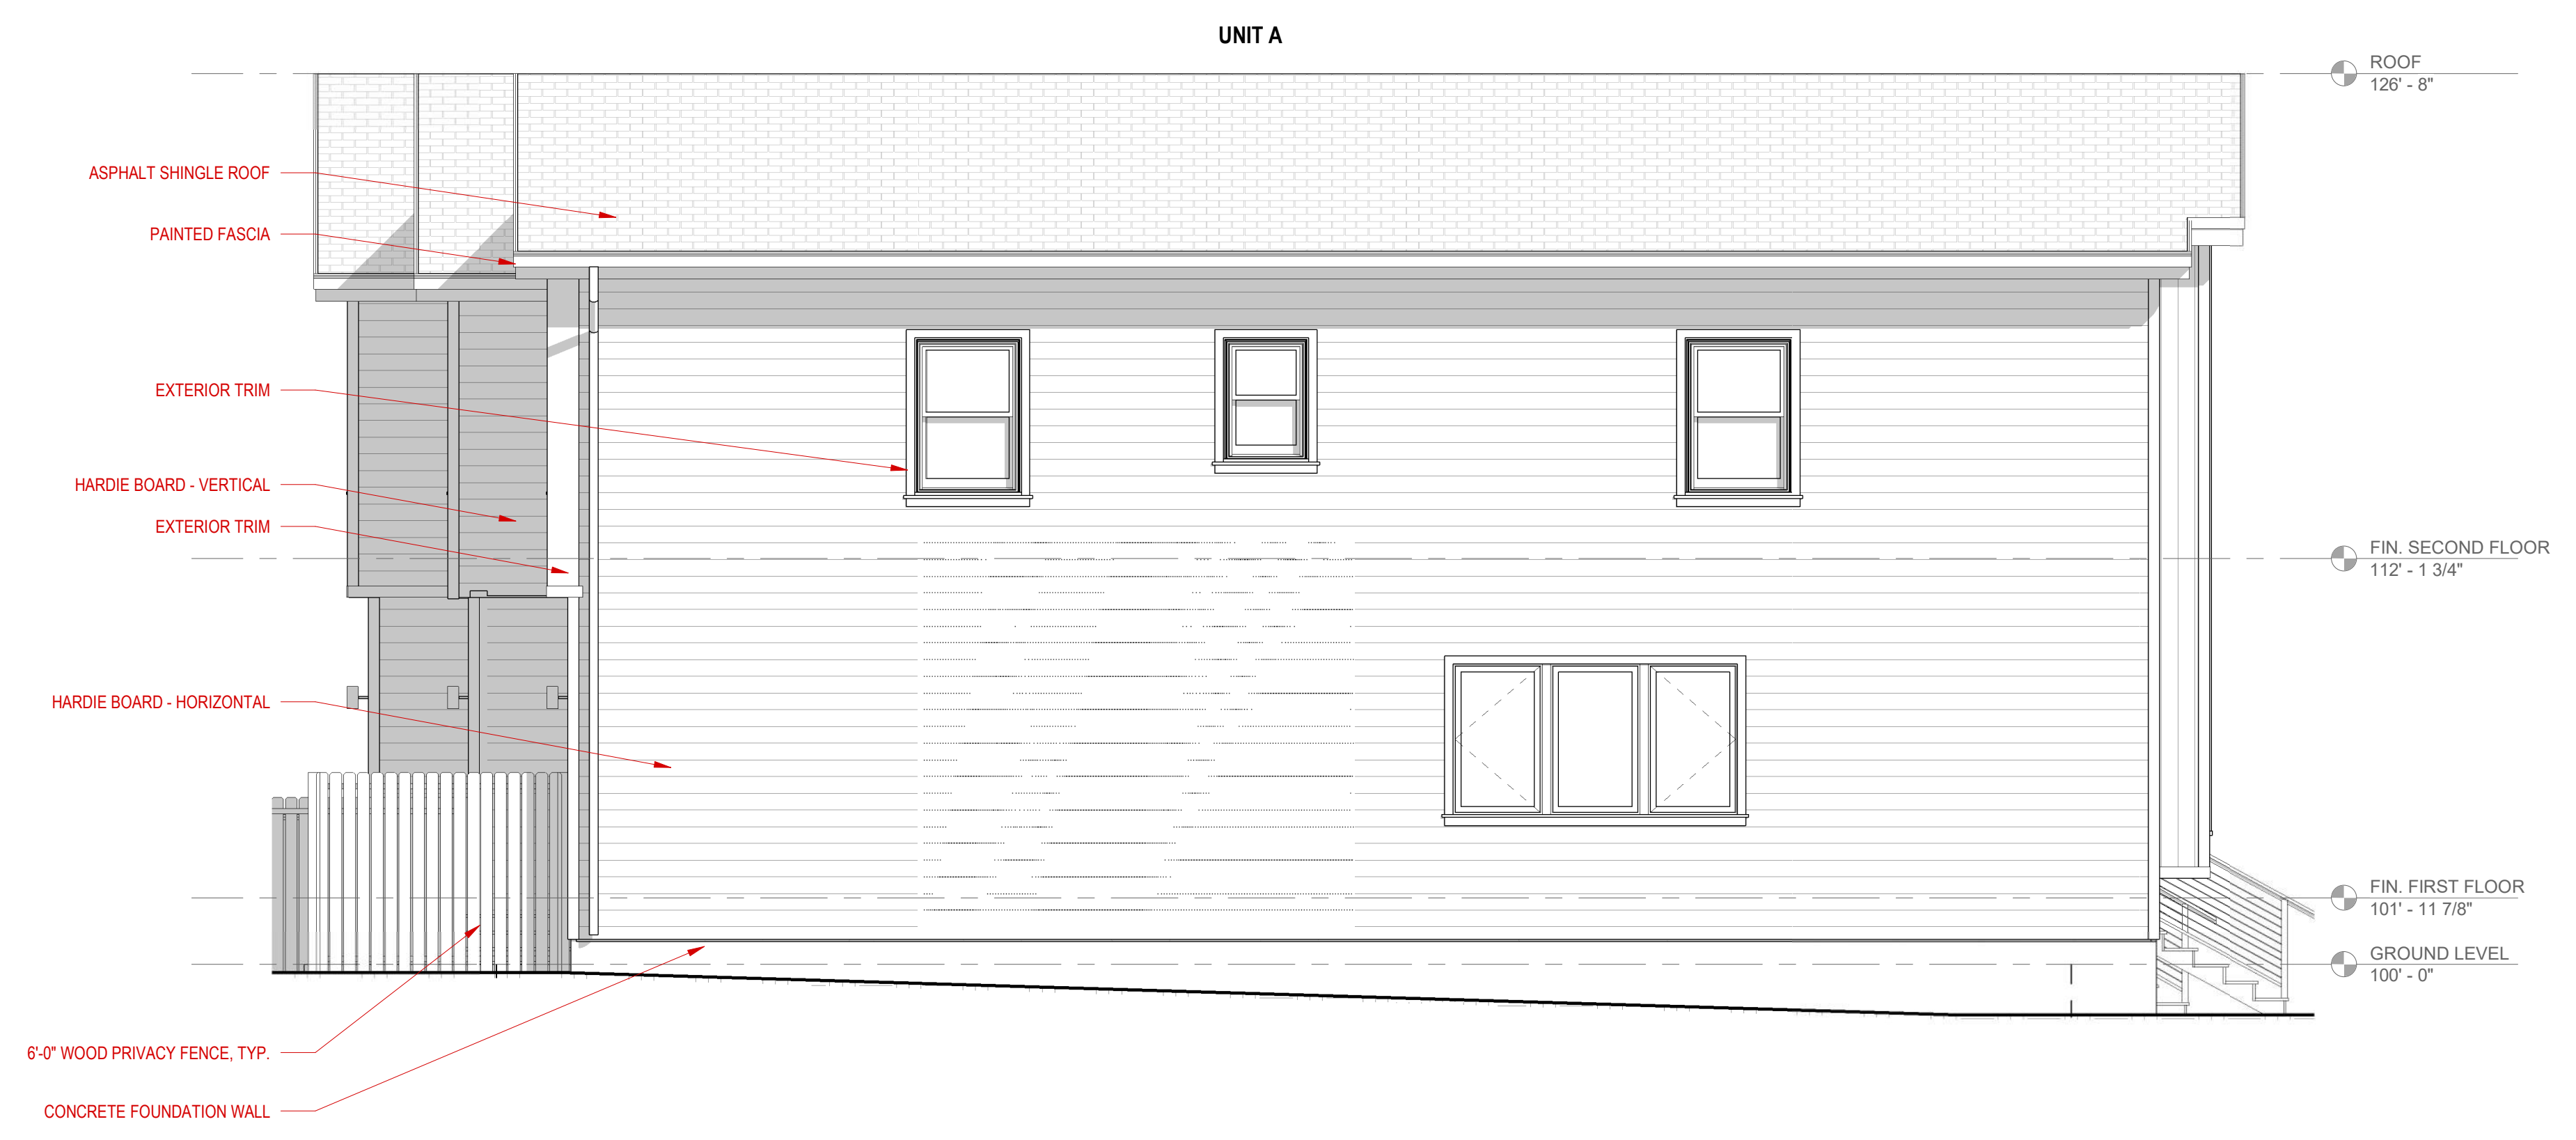 UNIT A
ROOF
126' - 8"
ASPHALT SHINGLE ROOF
PAINTED FASCIA
EXTERIOR TRIM
HARDIE BOARD - VERTICAL
EXTERIOR TRIM
FIN. SECOND FLOOR
112' - 1 3/4"
HARDIE BOARD - HORIZONTAL
FIN. FIRST FLOOR
101' - 11 7/8"
GROUND LEVEL
100' - 0"
6'-0" WOOD PRIVACY FENCE, TYP.
CONCRETE FOUNDATION WALL